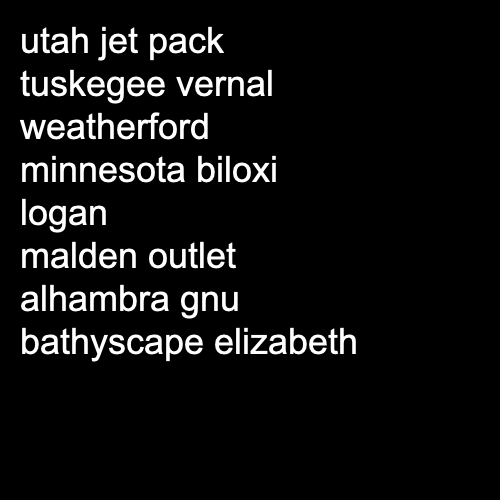 utah jet pack
tuskegee vernal
weatherford
minnesota biloxi
logan
malden outlet
alhambra gnu
bathyscape elizabeth